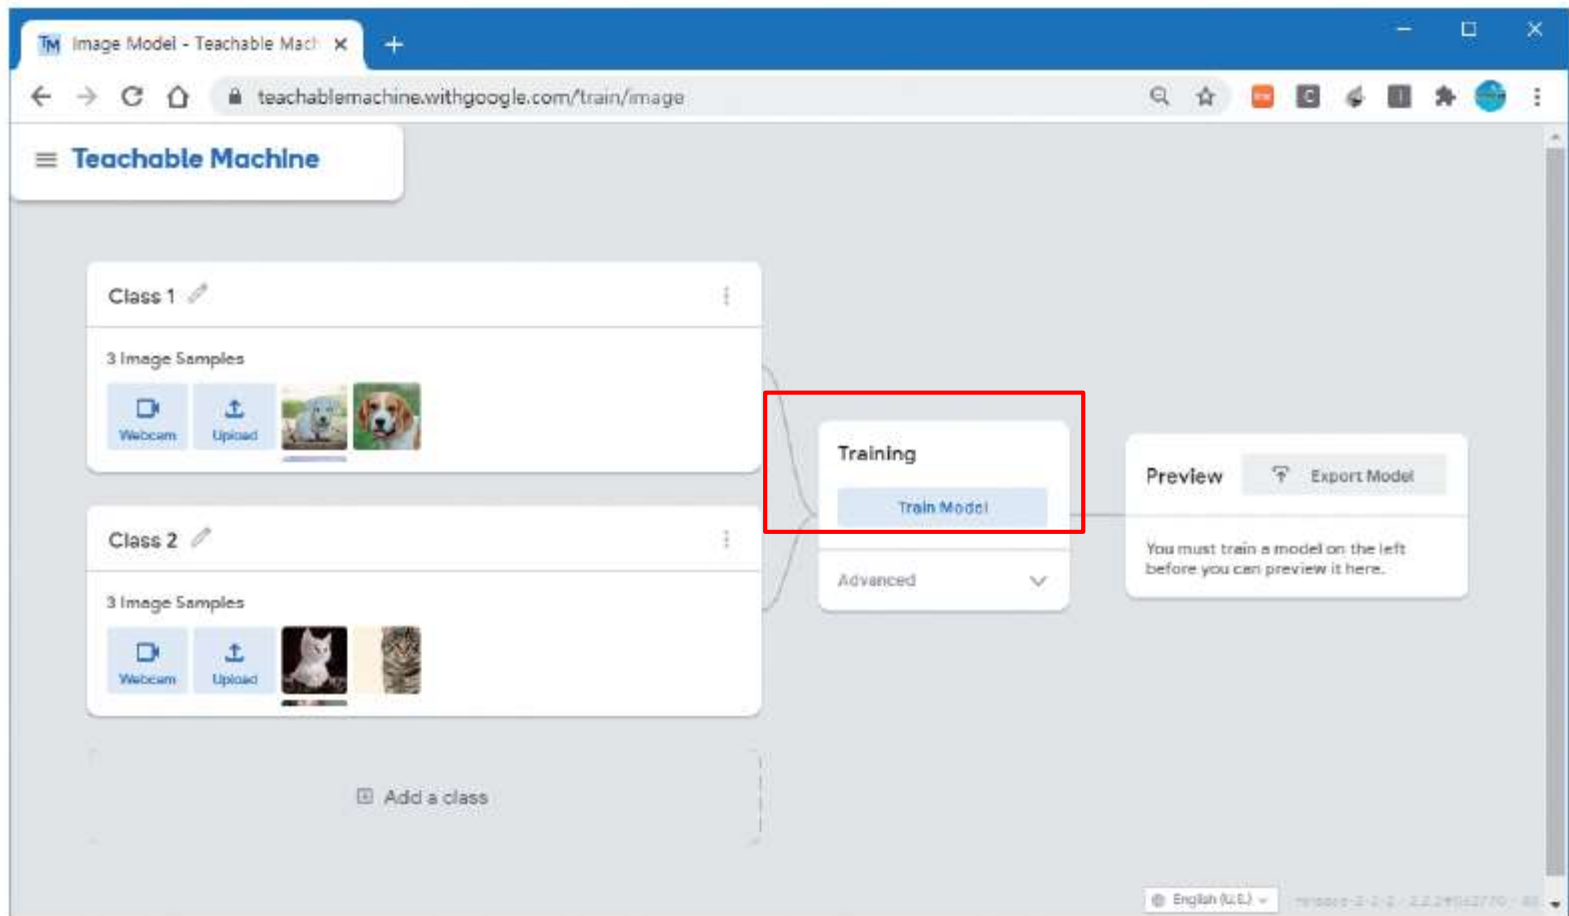 Image Model - Teachable Mach
teachablemachine.withgoogle.com/train/image
Teachable Machine
Class 1
3 Image Samples
Webcam
Upload
Class 2
3 Image Samples
Webcam
Upload
Add a class
Training
Train Model
Advanced
Preview
Export Model
You must train a model on the left
before you can preview it here.
English (U.S.)